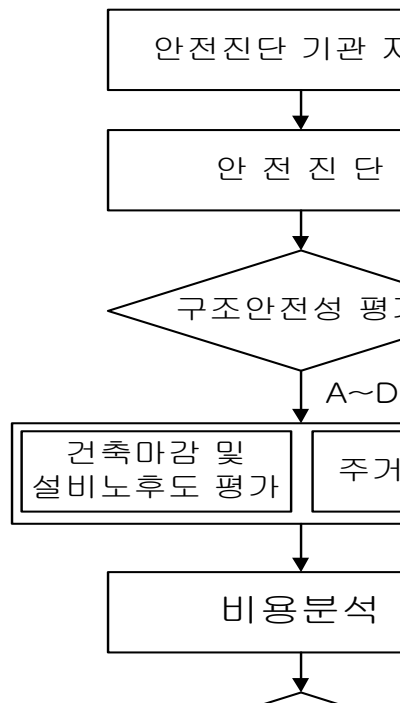 안전진단 기관
안 전 진 단
구조안전성
A~D
건축마감 및
설비노후도 평가
주거
비용분석